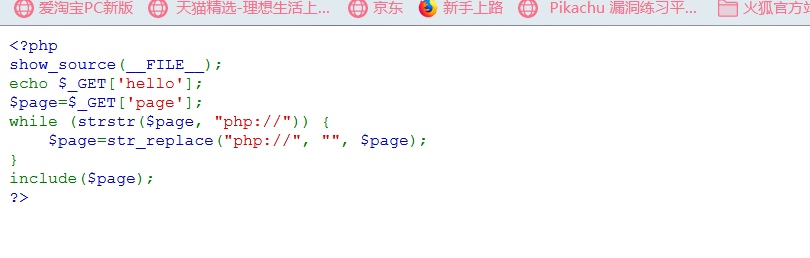 爱淘宝PC新版 天猫精选-理想生活上... 京东 新手上路 Pikachu 漏洞练习平... 火狐官方站
<?php
show_source(__FILE__);
echo $_GET['hello'];
$page=$_GET['page'];
while (strstr($page, "php://")) {
    $page=str_replace("php://", "", $page);
}
include($page);
?>